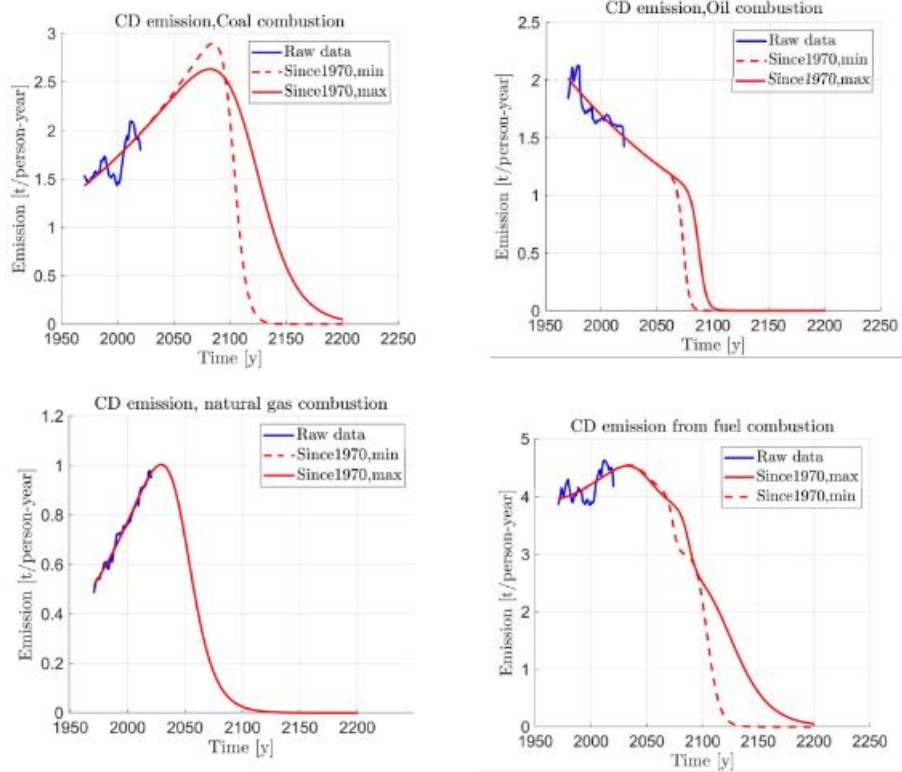 CD emission,Coal combustion
3
2.5
2
1.5
1
0.5
0
Emission [t/person-year]
Raw data
Since1970,min
Since1970,max
1950 2000 2050 2100 2150 2200 2250
Time [y]
CD emission,Oil combustion
2.5
2
1.5
1
0.5
0
Emission [t/person-year]
Raw data
Since1970,min
Since1970,max
1950 2000 2050 2100 2150 2200 2250
Time [y]
CD emission, natural gas combustion
1.2
1
0.8
0.6
0.4
0.2
0
Emission [t/person-year]
Raw data
Since1970,min
Since1970,max
1950 2000 2050 2100 2150 2200
Time [y]
CD emission from fuel combustion
5
4
3
2
1
0
Emission [t/person-year]
Raw data
Since1970,max
Since1970,min
1950 2000 2050 2100 2150 2200 2250
Time [y]